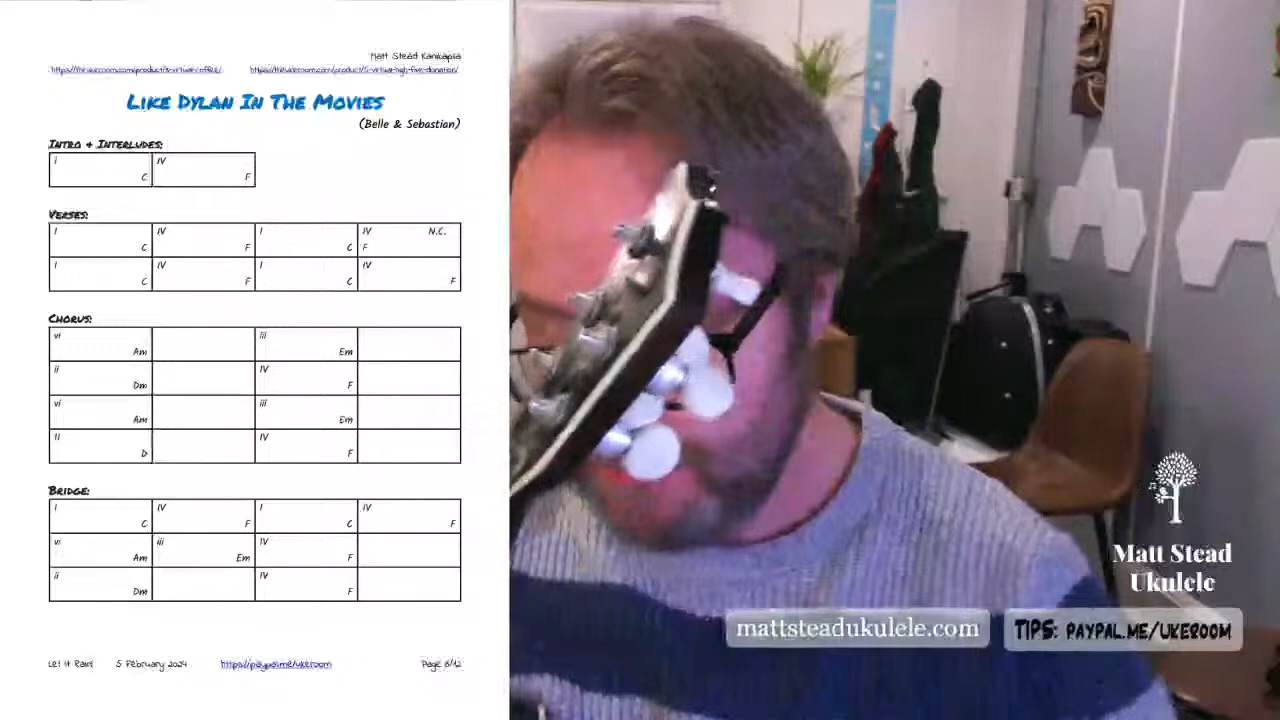 Matt Stead Kanikapila
Like Dylan In The Movies
(Belle & Sebastian)
Intro & Interludes:
I IV
C F
Verses:
I IV I IV N.C.
C F C F
I IV I IV
C F C F
Chorus:
vi iii
Am Em
ii IV
Dm F
vi iii
Am Em
II IV
D F
Bridge:
I IV I IV
C F C F
vi iii IV
Am Em F
ii IV
Dm F
Let it Rain! 5 February 2024 https://paypal.me/ukeroom
Matt Stead
Ukulele
mattsteadukulele.com
TIPS: PAYPAL.ME/UKEROOM